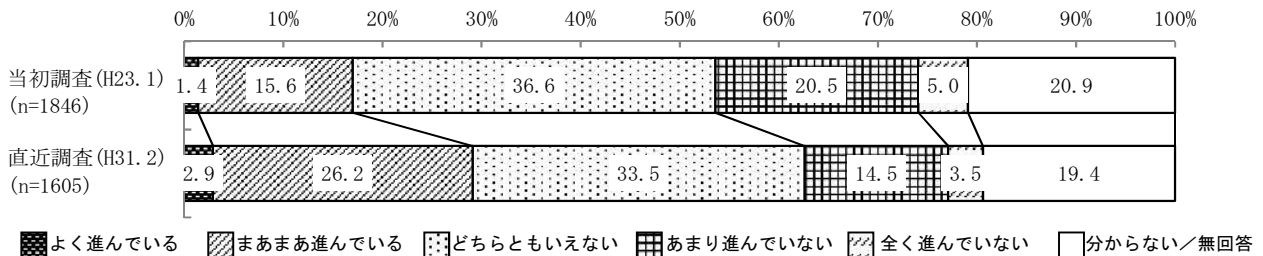 0% 10% 20% 30% 40% 50% 60% 70% 80% 90% 100%
当初調査(H23.1)
(n=1846)
1.4 15.6 36.6 20.5 5.0 20.9
直近調査(H31.2)
(n=1605)
2.9 26.2 33.5 14.5 3.5 19.4
よく進んでいる まあまあ進んでいる どちらともいえない あまり進んでいない 全く進んでいない 分からない／無回答